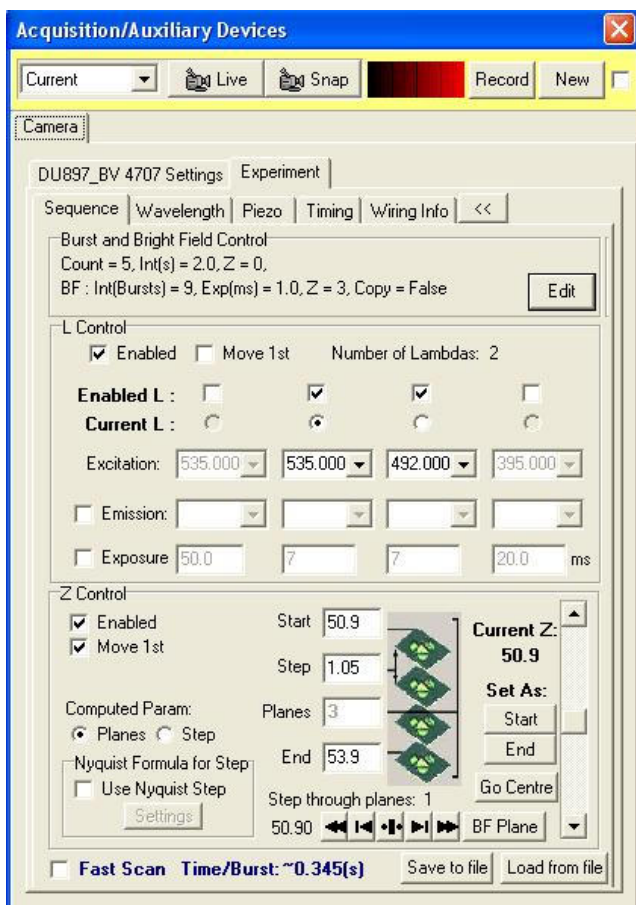 Acquisition/Auxiliary Devices
Current Live Snap Record New
Camera
DU897_BV 4707 Settings Experiment
Sequence Wavelength Piezo Timing Wiring Info <<
Burst and Bright Field Control
Count = 5, Int(s) = 2.0, Z = 0,
BF : Int(Bursts) = 9, Exp(ms) = 1.0, Z = 3, Copy = False Edit
L Control
Enabled Move 1st Number of Lambdas: 2
Enabled L :
Current L :
Excitation: 535.000 535.000 492.000 395.000
Emission:
Exposure 50.0 7 7 20.0 ms
Z Control
Enabled Start 50.9 Current Z:
Move 1st 50.9
Step 1.05 Set As:
Computed Param: Planes 3 Start
Planes Step
Nyquist Formula for Step End 53.9 End
Use Nyquist Step Go Centre
Settings Step through planes: 1
50.90 BF Plane
Fast Scan Time/Burst: ~0.345(s) Save to file Load from file